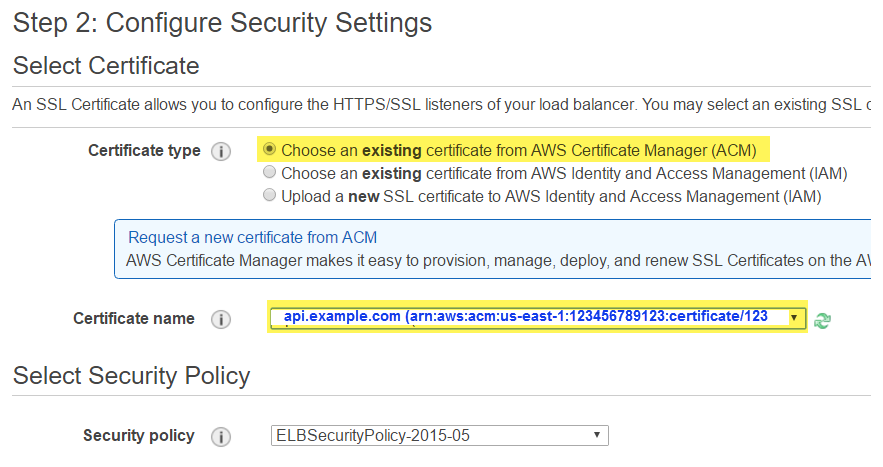 Step 2: Configure Security Settings
Select Certificate
An SSL Certificate allows you to configure the HTTPS/SSL listeners of your load balancer. You may select an existing SSL
Certificate type i Choose an existing certificate from AWS Certificate Manager (ACM)
Choose an existing certificate from AWS Identity and Access Management (IAM)
Upload a new SSL certificate to AWS Identity and Access Management (IAM)
Request a new certificate from ACM
AWS Certificate Manager makes it easy to provision, manage, deploy, and renew SSL Certificates on the
Certificate name i api.example.com (arn:aws:acm:us-east-1:123456789123:certificate/123
Select Security Policy
Security policy i ELBSecurityPolicy-2015-05